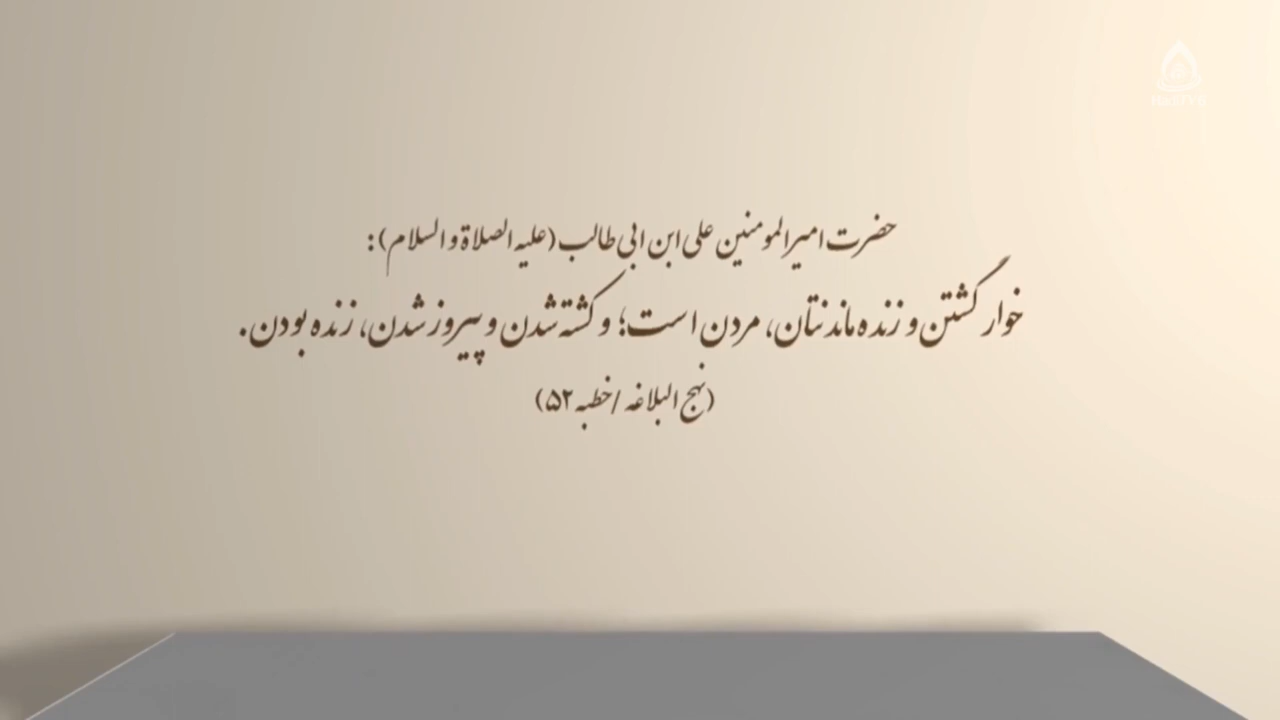 حضرت امیرالمومنین علی ابن ابی طالب (علیه الصلاة و السلام):
خوار گشتن و زنده ماندنتان، مردن است؛ و کشته شدن و پیروز شدن، زنده بودن.
(نهج البلاغه / خطبه ۵۲)